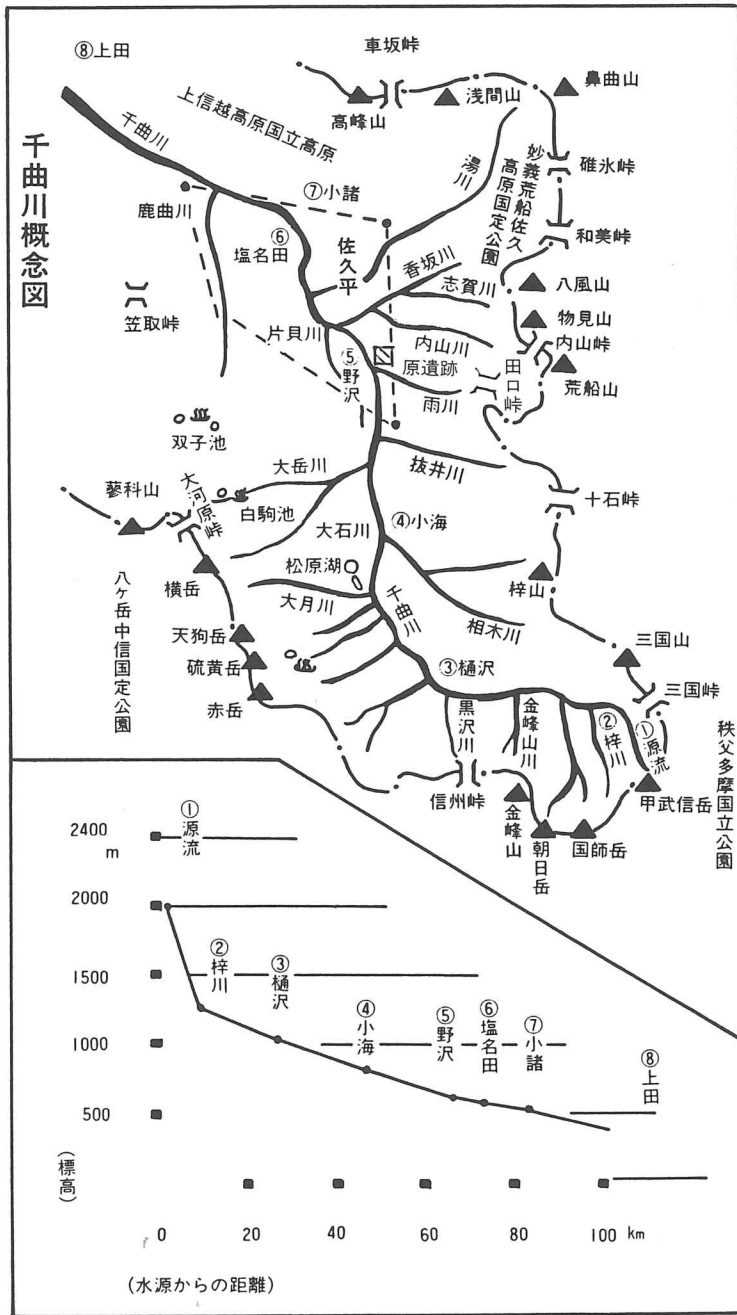 千曲川概念図
⑧上田
車坂峠
高峰山
浅間山
鼻曲山
上信越高原国立高原
千曲川
湯川
妙義荒船佐久
高原国定公園
碓氷峠
和美峠
⑦小諸
鹿曲川
⑥
塩名田
佐久平
香坂川
志賀川
八風山
物見山
笠取峠
片貝川
内山川
内山峠
⑤野沢
原遺跡
田口峠
荒船山
雨川
双子池
大岳川
抜井川
蓼科山
大河原峠
白駒池
大石川
④小海
十石峠
松原湖
横岳
大月川
千曲川
梓山
相木川
八ヶ岳中信国定公園
天狗岳
硫黄岳
赤岳
三国山
③樋沢
三国峠
黒沢川
金峰山川
②梓川
①源流
信州峠
金峰山
朝日岳
国師岳
甲武信岳
秩父多摩国立公園
①源流
2400
m
2000
②梓川
③樋沢
1500
④小海
⑤野沢
⑥塩名田
⑦小諸
1000
⑧上田
500
(標高)
0 20 40 60 80 100 km
(水源からの距離)